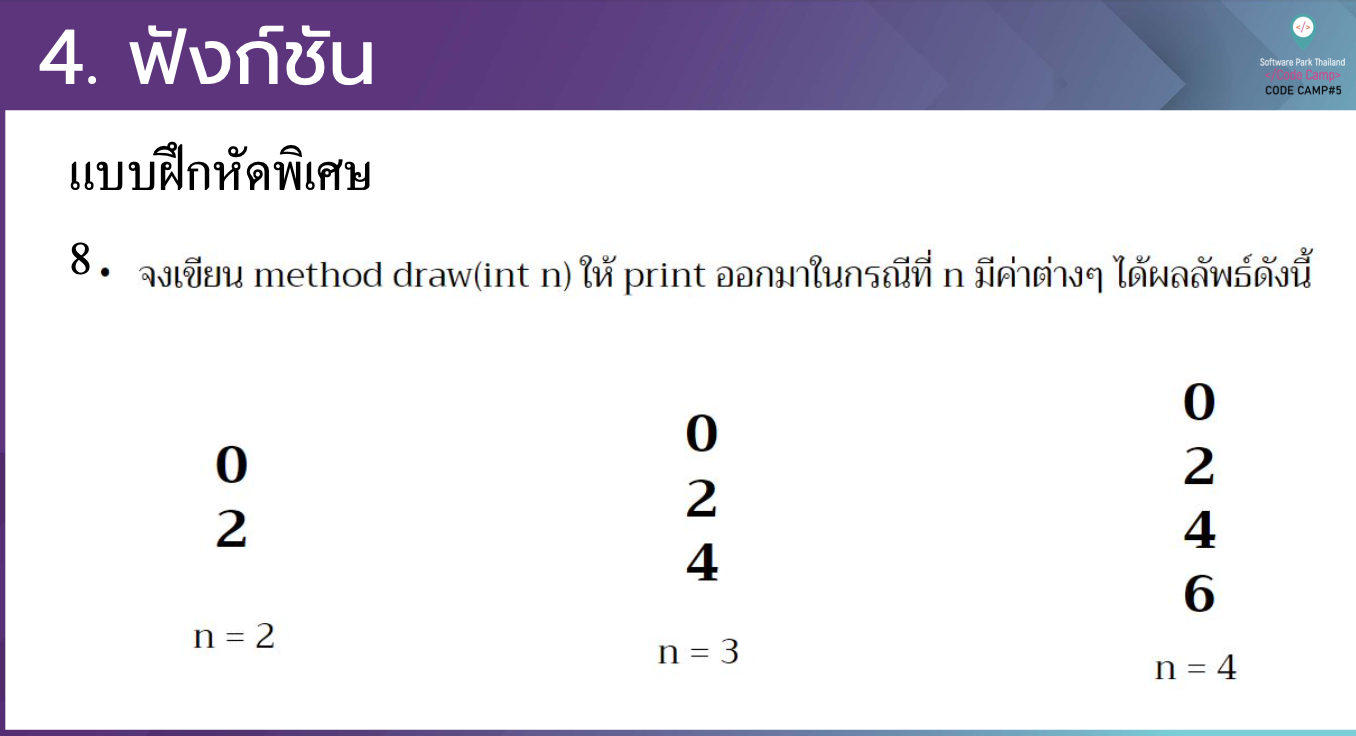 4. ฟังก์ชัน
</>
Software Park Thailand
</Code Camp>
CODE CAMP#5
แบบฝึกหัดพิเศษ
8. จงเขียน method draw(int n) ให้ print ออกมาในกรณีที่ n มีค่าต่างๆ ได้ผลลัพธ์ดังนี้
0
2
n = 2
0
2
4
n = 3
0
2
4
6
n = 4